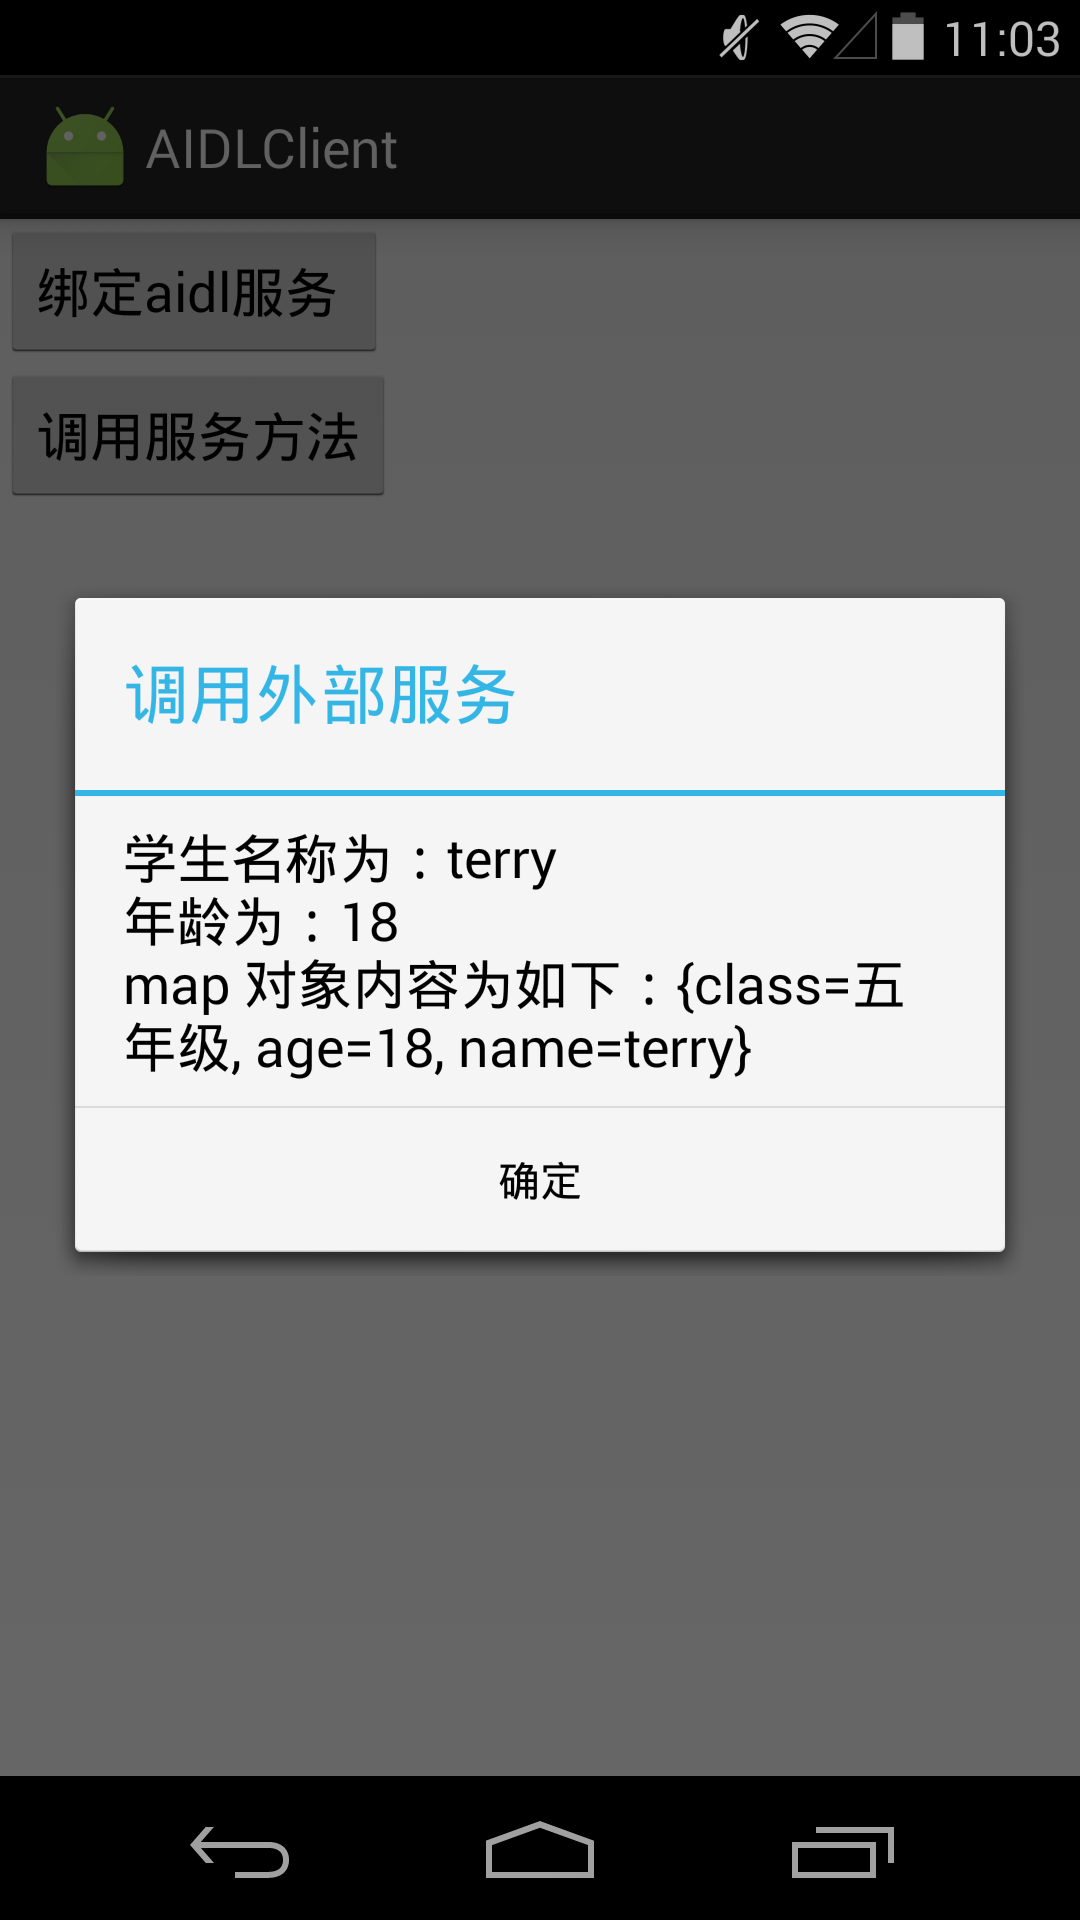 11:03
AIDLClient
绑定aidl服务
调用服务方法
调用外部服务
学生名称为：terry
年龄为：18
map 对象内容为如下：{class=五
年级, age=18, name=terry}
确定